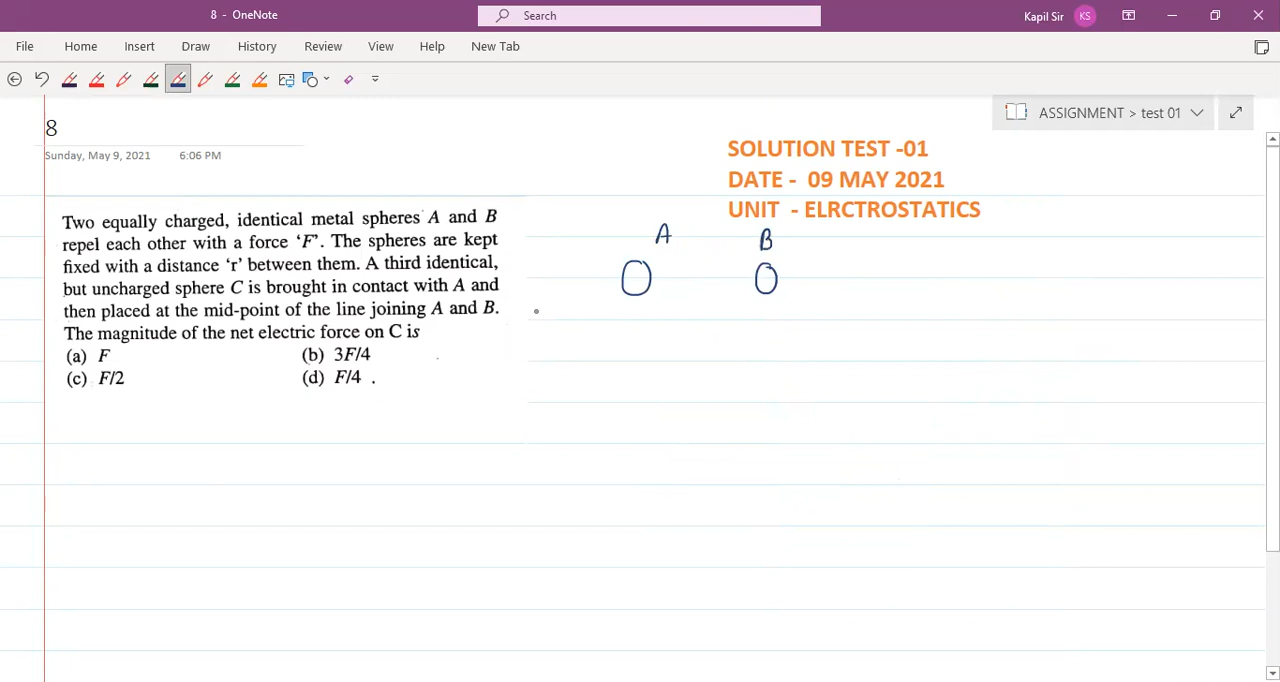 8 - OneNote
Search
Kapil Sir
KS
File
Home
Insert
Draw
History
Review
View
Help
New Tab
ASSIGNMENT > test 01
8
Sunday, May 9, 2021
6:06 PM
SOLUTION TEST -01
DATE - 09 MAY 2021
UNIT - ELRCTROSTATICS
Two equally charged, identical metal spheres A and B
repel each other with a force ‘F’. The spheres are kept
fixed with a distance ‘r’ between them. A third identical,
but uncharged sphere C is brought in contact with A and
then placed at the mid-point of the line joining A and B.
The magnitude of the net electric force on C is
(a) F (b) 3F/4
(c) F/2 (d) F/4 .
A B